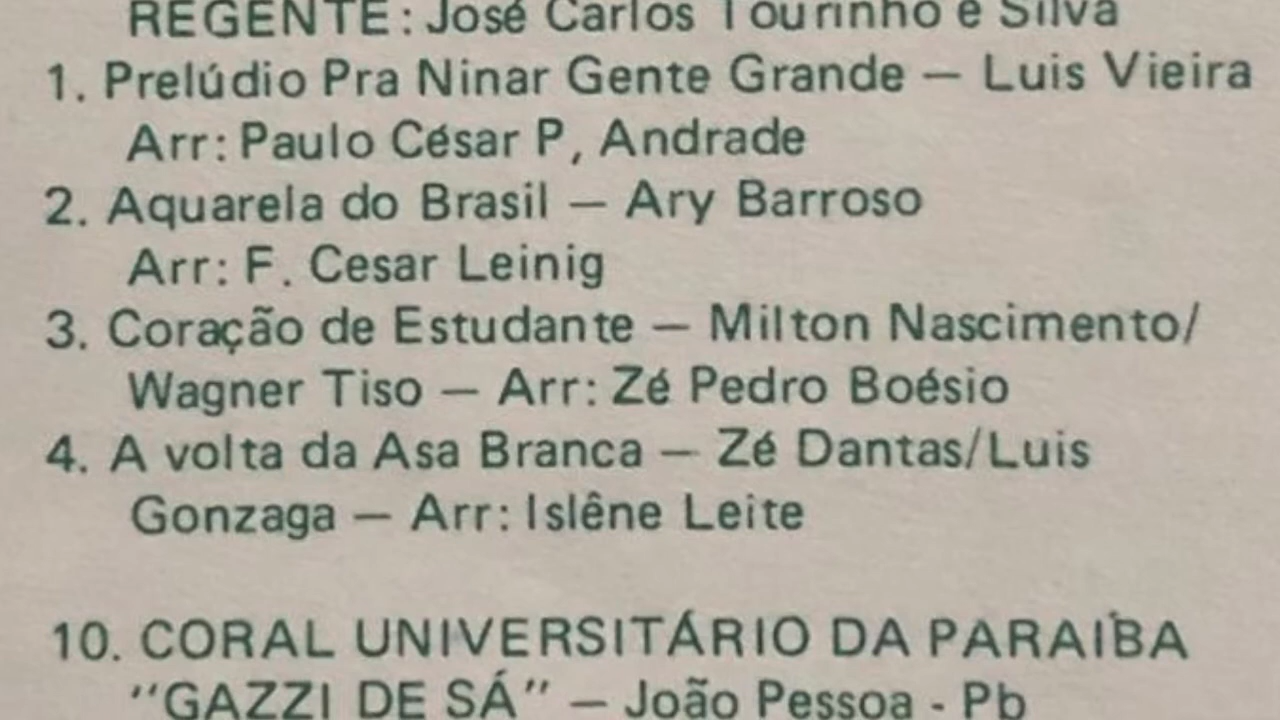 REGENTE: José Carlos Tourinho e Silva
1. Prelúdio Pra Ninar Gente Grande — Luis Vieira
Arr: Paulo César P, Andrade
2. Aquarela do Brasil — Ary Barroso
Arr: F. Cesar Leinig
3. Coração de Estudante — Milton Nascimento/
Wagner Tiso — Arr: Zé Pedro Boésio
4. A volta da Asa Branca — Zé Dantas/Luis
Gonzaga — Arr: Islêne Leite
10. CORAL UNIVERSITÁRIO DA PARAÍBA
"GAZZI DE SÁ" — João Pessoa - Pb